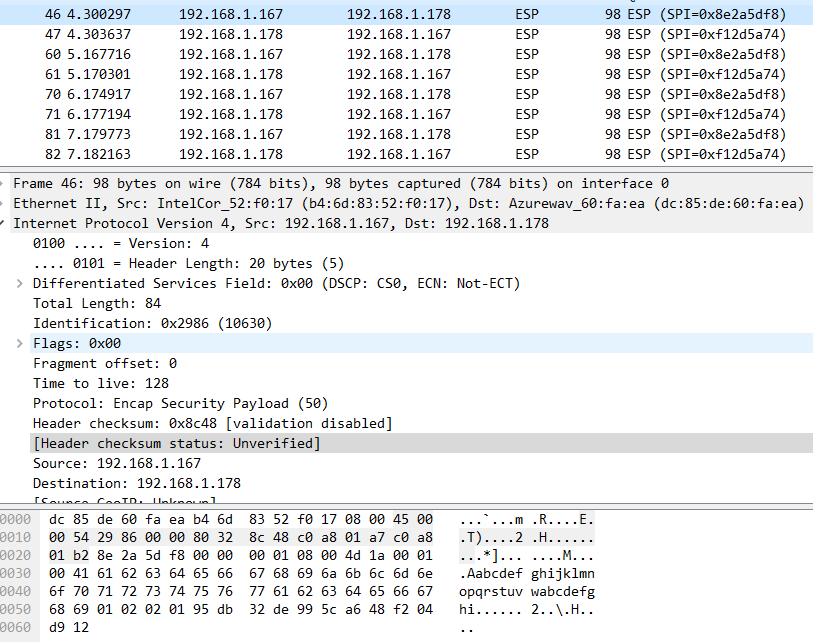 46 4.300297 192.168.1.167 192.168.1.178 ESP 98 ESP (SPI=0x8e2a5df8)
47 4.303637 192.168.1.178 192.168.1.167 ESP 98 ESP (SPI=0xf12d5a74)
60 5.167716 192.168.1.167 192.168.1.178 ESP 98 ESP (SPI=0x8e2a5df8)
61 5.170301 192.168.1.178 192.168.1.167 ESP 98 ESP (SPI=0xf12d5a74)
70 6.174917 192.168.1.167 192.168.1.178 ESP 98 ESP (SPI=0x8e2a5df8)
71 6.177194 192.168.1.178 192.168.1.167 ESP 98 ESP (SPI=0xf12d5a74)
81 7.179773 192.168.1.167 192.168.1.178 ESP 98 ESP (SPI=0x8e2a5df8)
82 7.182163 192.168.1.178 192.168.1.167 ESP 98 ESP (SPI=0xf12d5a74)
Frame 46: 98 bytes on wire (784 bits), 98 bytes captured (784 bits) on interface 0
Ethernet II, Src: IntelCor_52:f0:17 (b4:6d:83:52:f0:17), Dst: Azurewav_60:fa:ea (dc:85:de:60:fa:ea)
Internet Protocol Version 4, Src: 192.168.1.167, Dst: 192.168.1.178
0100 .... = Version: 4
.... 0101 = Header Length: 20 bytes (5)
Differentiated Services Field: 0x00 (DSCP: CS0, ECN: Not-ECT)
Total Length: 84
Identification: 0x2986 (10630)
Flags: 0x00
Fragment offset: 0
Time to live: 128
Protocol: Encap Security Payload (50)
Header checksum: 0x8c48 [validation disabled]
[Header checksum status: Unverified]
Source: 192.168.1.167
Destination: 192.168.1.178
[Source GeoIP: Unknown]
0000 dc 85 de 60 fa ea b4 6d 83 52 f0 17 08 00 45 00 ...`...m .R....E.
0010 00 54 29 86 00 00 80 32 8c 48 c0 a8 01 a7 c0 a8 .T)....2 .H......
0020 01 b2 8e 2a 5d f8 00 00 00 01 08 00 4d 1a 00 01 ...*]... ....M...
0030 00 41 61 62 63 64 65 66 67 68 69 6a 6b 6c 6d 6e .Aabcdef ghijklmn
0040 6f 70 71 72 73 74 75 76 77 61 62 63 64 65 66 67 opqrstuv wabcdefg
0050 68 69 01 02 02 01 95 db 32 de 99 5c a6 48 f2 04 hi...... 2..\.H..
0060 d9 12 ..